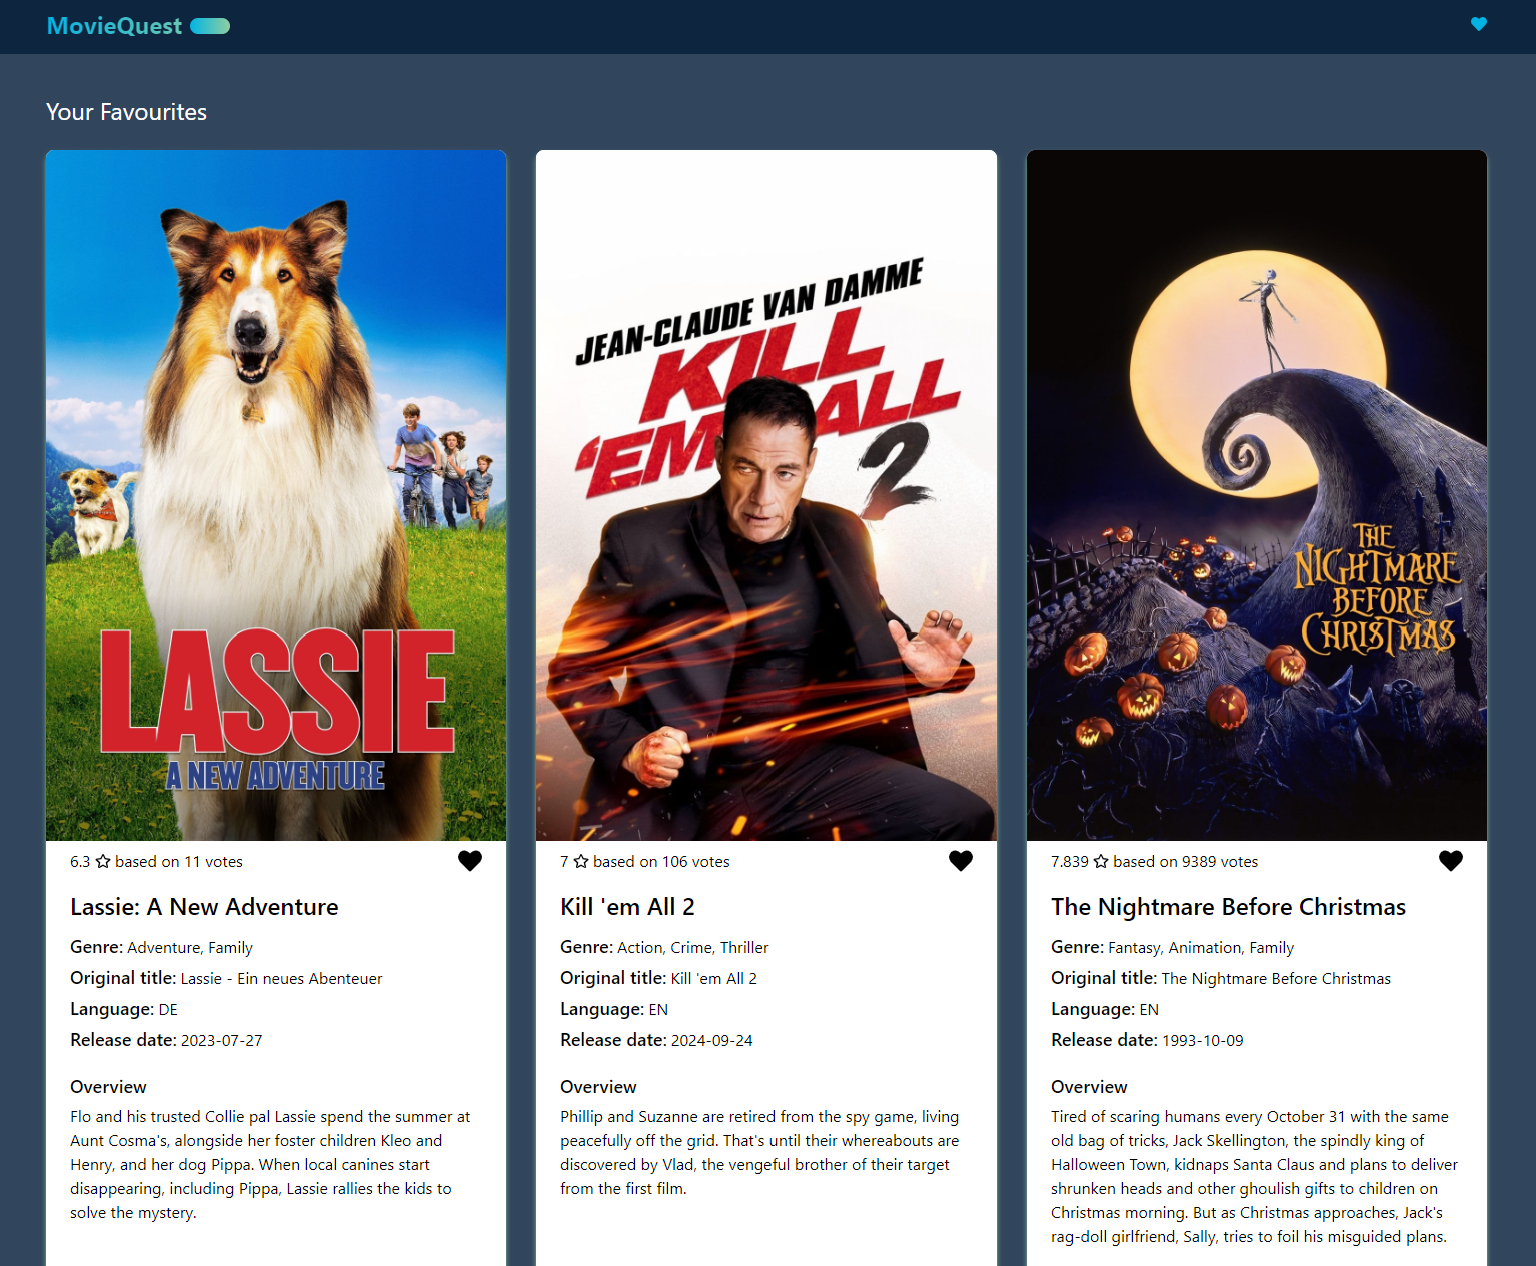 MovieQuest
Your Favourites
LASSIE
A NEW ADVENTURE
6.3 based on 11 votes
Lassie: A New Adventure
Genre: Adventure, Family
Original title: Lassie - Ein neues Abenteuer
Language: DE
Release date: 2023-07-27
Overview
Flo and his trusted Collie pal Lassie spend the summer at
Aunt Cosma's, alongside her foster children Kleo and
Henry, and her dog Pippa. When local canines start
disappearing, including Pippa, Lassie rallies the kids to
solve the mystery.
JEAN-CLAUDE VAN DAMME
KILL
'EM ALL
2
7 based on 106 votes
Kill 'em All 2
Genre: Action, Crime, Thriller
Original title: Kill 'em All 2
Language: EN
Release date: 2024-09-24
Overview
Phillip and Suzanne are retired from the spy game, living
peacefully off the grid. That's until their whereabouts are
discovered by Vlad, the vengeful brother of their target
from the first film.
THE
NIGHTMARE
BEFORE
CHRISTMAS
7.839 based on 9389 votes
The Nightmare Before Christmas
Genre: Fantasy, Animation, Family
Original title: The Nightmare Before Christmas
Language: EN
Release date: 1993-10-09
Overview
Tired of scaring humans every October 31 with the same
old bag of tricks, Jack Skellington, the spindly king of
Halloween Town, kidnaps Santa Claus and plans to deliver
shrunken heads and other ghoulish gifts to children on
Christmas morning. But as Christmas approaches, Jack's
rag-doll girlfriend, Sally, tries to foil his misguided plans.